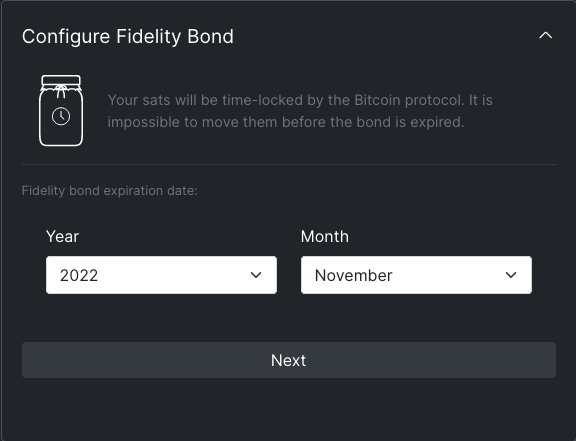 Configure Fidelity Bond
Your sats will be time-locked by the Bitcoin protocol. It is
impossible to move them before the bond is expired.
Fidelity bond expiration date:
Year
Month
2022
November
Next